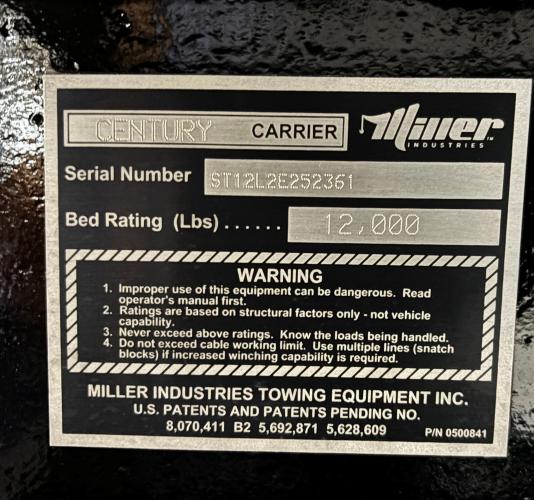 CENTURY CARRIER Miller INDUSTRIES™
Serial Number ST12L2E252361
Bed Rating (Lbs) ...... 12,000
WARNING
1. Improper use of this equipment can be dangerous. Read
operator's manual first.
2. Ratings are based on structural factors only - not vehicle
capability.
3. Never exceed above ratings. Know the loads being handled.
4. Do not exceed cable working limit. Use multiple lines (snatch
blocks) if increased winching capability is required.
MILLER INDUSTRIES TOWING EQUIPMENT INC.
U.S. PATENTS AND PATENTS PENDING NO.
8,070,411 B2 5,692,871 5,628,609 P/N 0500841